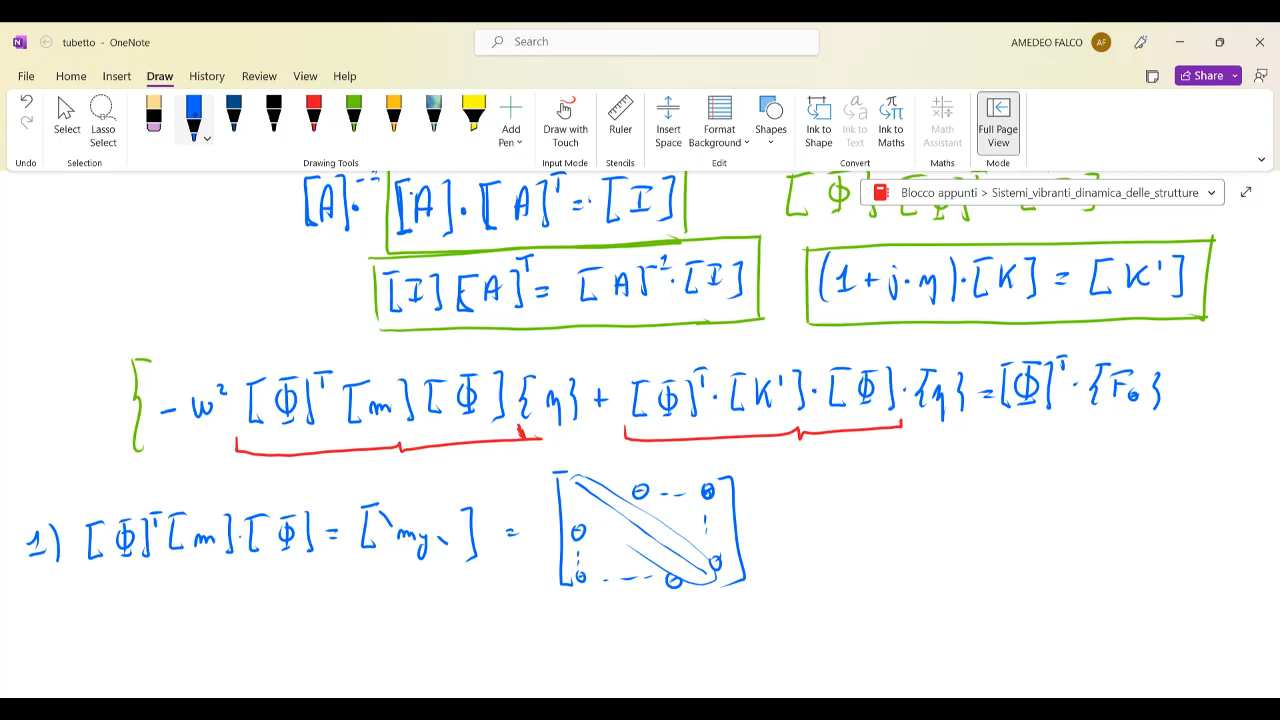 tubetto - OneNote
Search
AMEDEO FALCO AF
File Home Insert Draw History Review View Help
Share
Undo
Select
Lasso Select
Add Pen
Draw with Touch
Ruler
Insert Space
Format Background
Shapes
Ink to Shape
Ink to Text
Ink to Maths
Math Assistant
Full Page View
Undo Selection Drawing Tools Input Mode Stencils Edit Convert Maths Mode
Blocco appunti > Sistemi_vibranti_dinamica_delle_strutture
[A]⁻¹· [A]·[A]ᵀ = [I]
[I][A]ᵀ = [A]⁻¹·[I]
(1+j·η)·[K] = [K']
-ω² [Φ]ᵀ [m] [Φ] {η} + [Φ]ᵀ·[K']·[Φ]·{η} = [Φ]ᵀ·{F₀}
1) [Φ]ᵀ[m]·[Φ] = [`my`] =